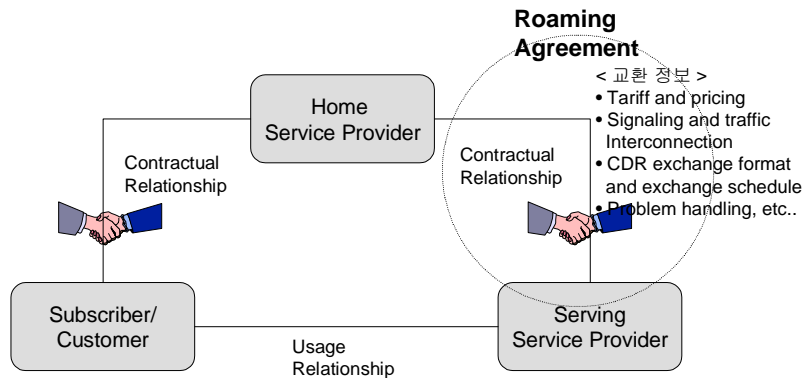 Roaming
Agreement
< 교환 정보 >
• Tariff and pricing
• Signaling and traffic
Interconnection
• CDR exchange format
and exchange schedule
• Problem handling, etc..
Home
Service Provider
Contractual
Relationship
Contractual
Relationship
Subscriber/
Customer
Serving
Service Provider
Usage
Relationship